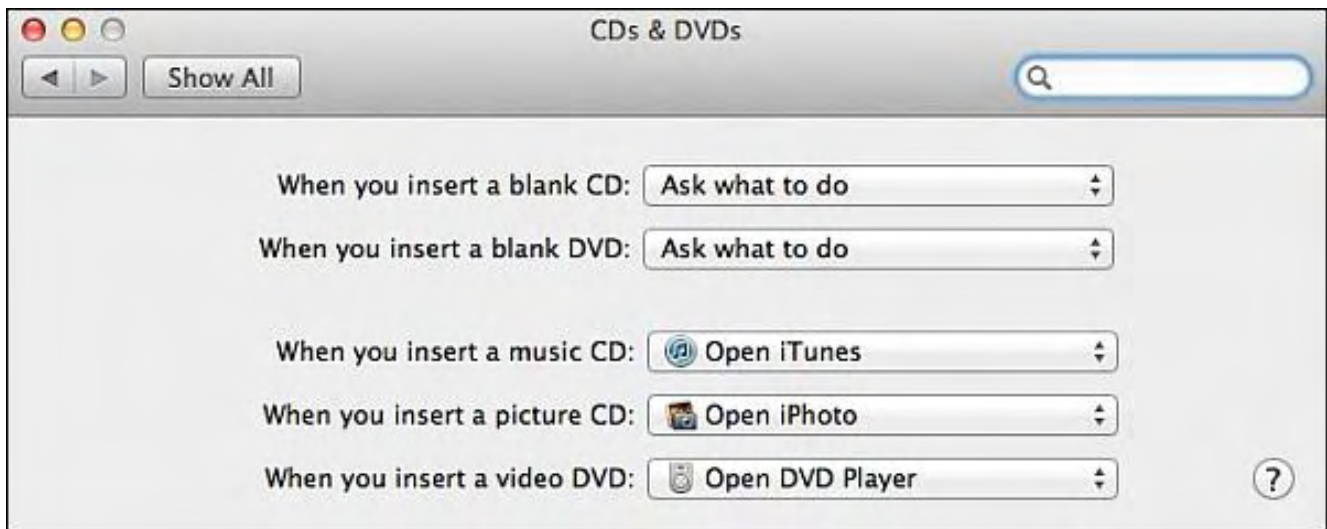 CDs & DVDs
Show All
When you insert a blank CD: Ask what to do
When you insert a blank DVD: Ask what to do
When you insert a music CD: Open iTunes
When you insert a picture CD: Open iPhoto
When you insert a video DVD: Open DVD Player
?